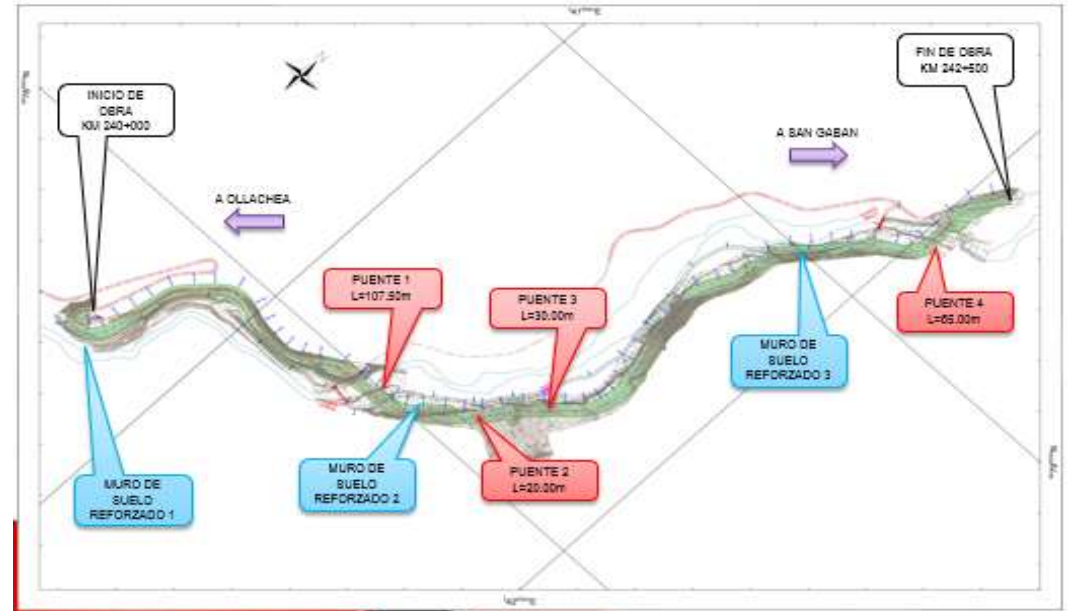 INICIO DE
OBRA
KM 240+000
FIN DE OBRA
KM 242+500
A SAN GABAN
A OLLACHEA
PUENTE 1
L=107.50m
PUENTE 3
L=30.00m
PUENTE 4
L=65.00m
MURO DE
SUELO
REFORZADO 3
MURO DE
SUELO
REFORZADO 2
PUENTE 2
L=20.00m
MURO DE
SUELO
REFORZADO 1